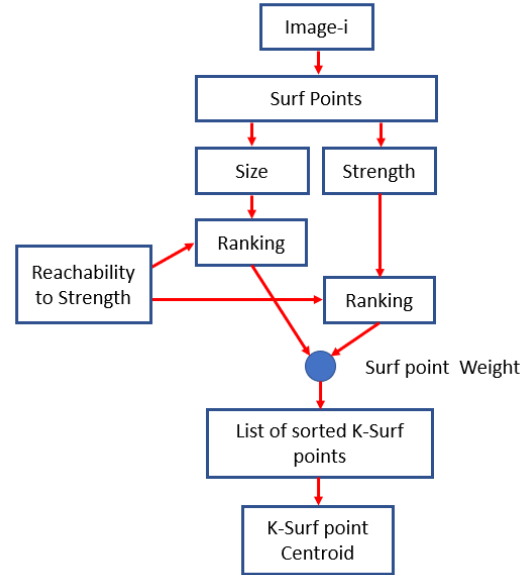 Image-i
Surf Points
Size
Strength
Ranking
Reachability
to Strength
Ranking
Surf point Weight
List of sorted K-Surf
points
K-Surf point
Centroid